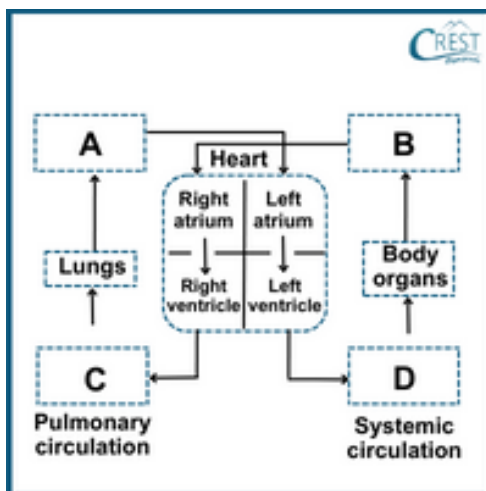 CREST
A
B
Heart
Right
atrium
Left
atrium
Lungs
Body
organs
Right
ventricle
Left
ventricle
C
D
Pulmonary
circulation
Systemic
circulation